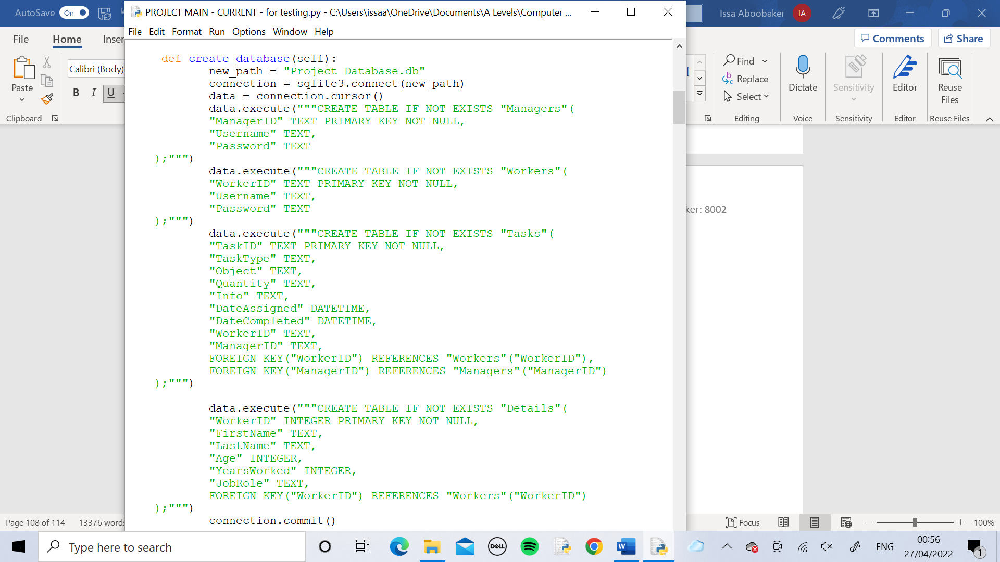 AutoSave On
PROJECT MAIN - CURRENT - for testing.py - C:\Users\issaa\OneDrive\Documents\A Levels\Computer ...
Issa Aboobaker IA
File Edit Format Run Options Window Help
File Home Inser
Comments Share
Calibri (Body)
Paste
B I U
Clipboard
Find
Replace
Select
Editing
Dictate
Voice
Sensitivity
Sensitivity
Editor
Editor
Reuse
Files
Reuse Files
def create_database(self):
new_path = "Project Database.db"
connection = sqlite3.connect(new_path)
data = connection.cursor()
data.execute("""CREATE TABLE IF NOT EXISTS "Managers"(
"ManagerID" TEXT PRIMARY KEY NOT NULL,
"Username" TEXT,
"Password" TEXT
);""")
data.execute("""CREATE TABLE IF NOT EXISTS "Workers"(
"WorkerID" TEXT PRIMARY KEY NOT NULL,
"Username" TEXT,
"Password" TEXT
);""")
data.execute("""CREATE TABLE IF NOT EXISTS "Tasks"(
"TaskID" TEXT PRIMARY KEY NOT NULL,
"TaskType" TEXT,
"Object" TEXT,
"Quantity" TEXT,
"Info" TEXT,
"DateAssigned" DATETIME,
"DateCompleted" DATETIME,
"WorkerID" TEXT,
"ManagerID" TEXT,
FOREIGN KEY("WorkerID") REFERENCES "Workers"("WorkerID"),
FOREIGN KEY("ManagerID") REFERENCES "Managers"("ManagerID")
);""")
data.execute("""CREATE TABLE IF NOT EXISTS "Details"(
"WorkerID" INTEGER PRIMARY KEY NOT NULL,
"FirstName" TEXT,
"LastName" TEXT,
"Age" INTEGER,
"YearsWorked" INTEGER,
"JobRole" TEXT,
FOREIGN KEY("WorkerID") REFERENCES "Workers"("WorkerID")
);""")
connection.commit()
ker: 8002
Page 108 of 114 13376 words
Focus
100%
Type here to search
DELL
W
ENG
00:56
27/04/2022
1